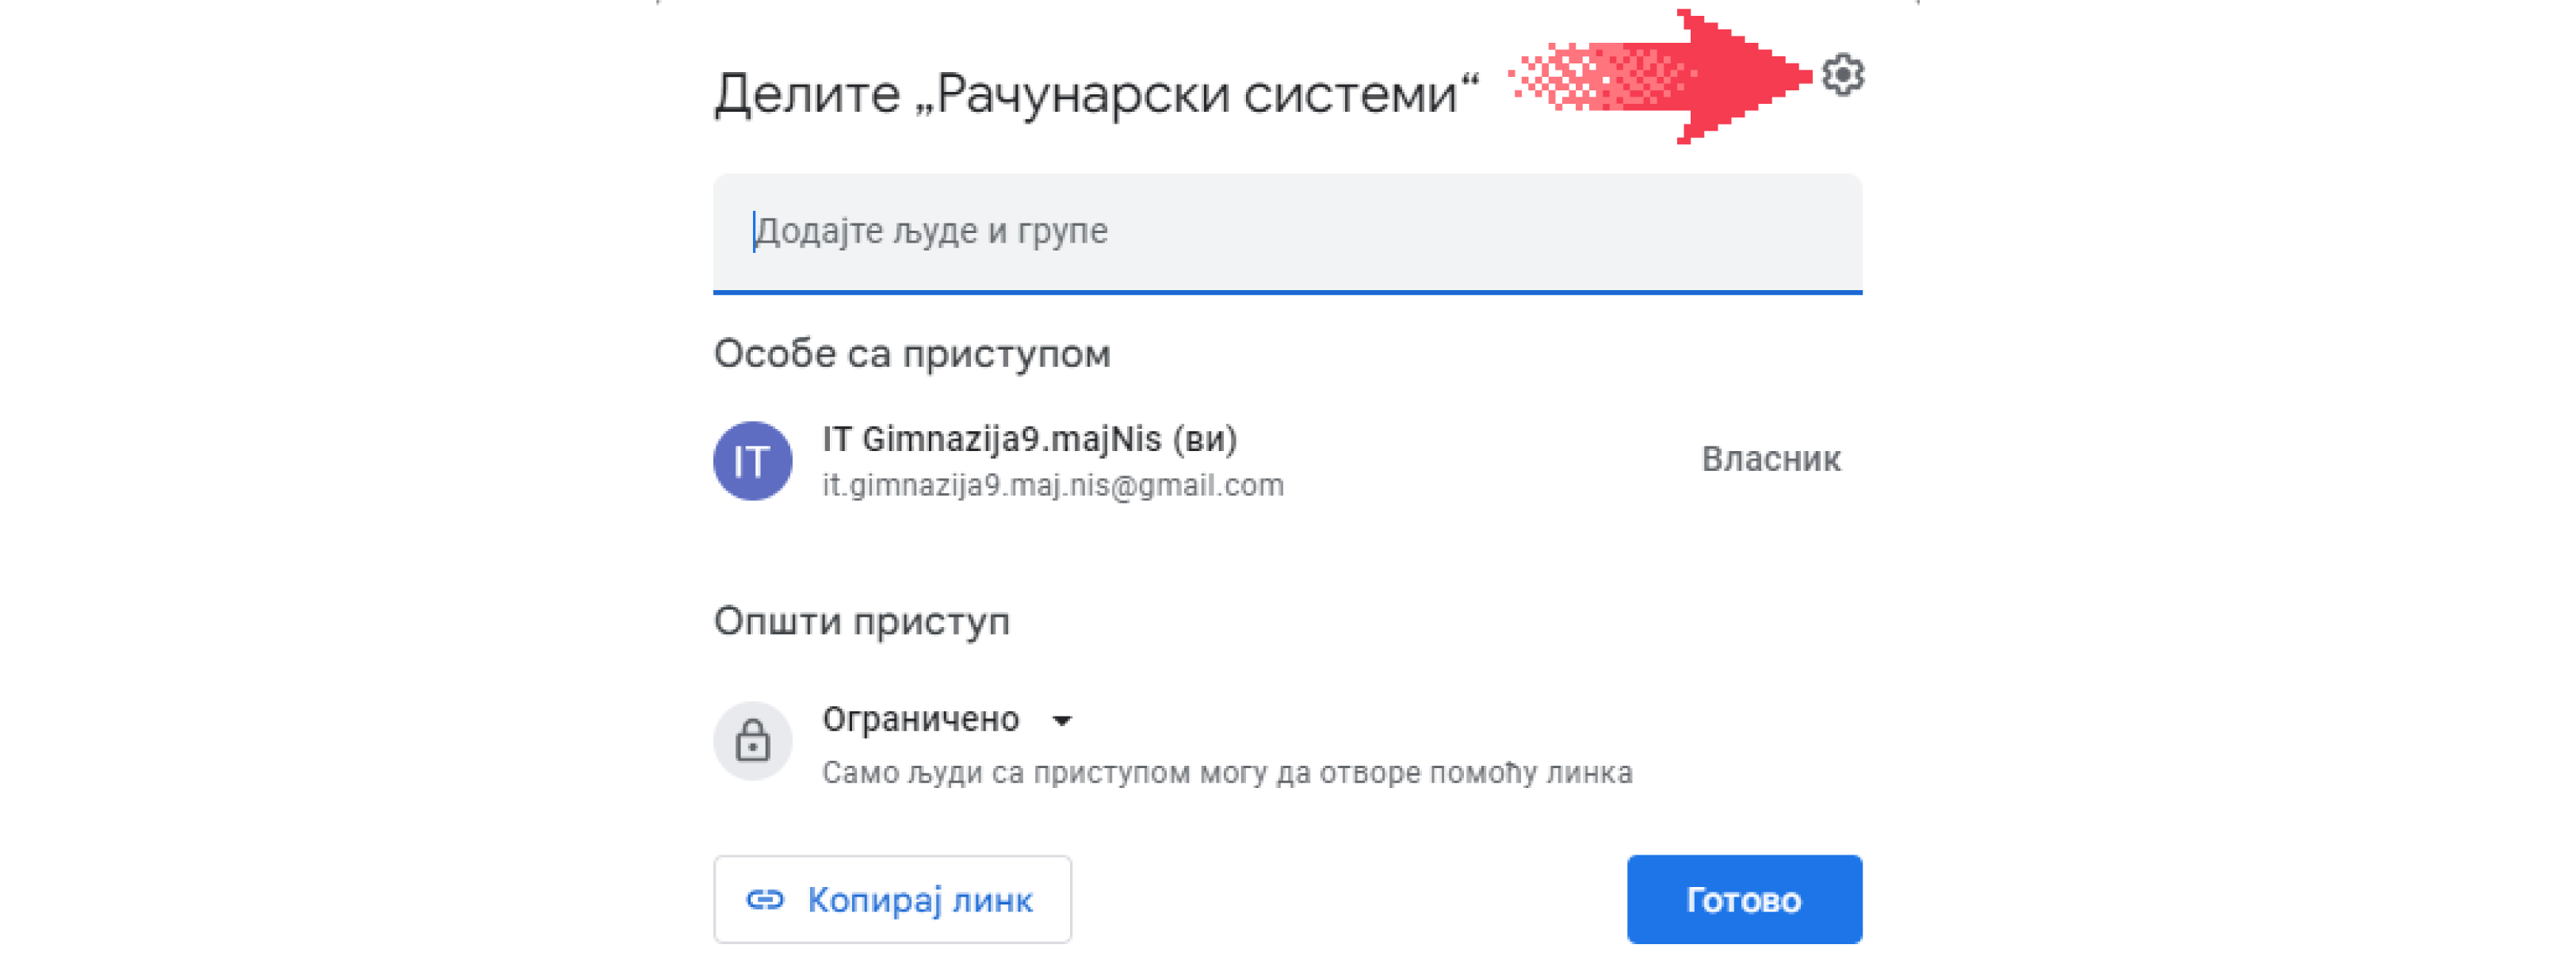 Делите „Рачунарски системи“
Додајте људе и групе
Особе са приступом
IT
IT Gimnazija9.majNis (ви)
it.gimnazija9.maj.nis@gmail.com
Власник
Општи приступ
Ограничено
Само људи са приступом могу да отворе помоћу линка
Копирај линк
Готово